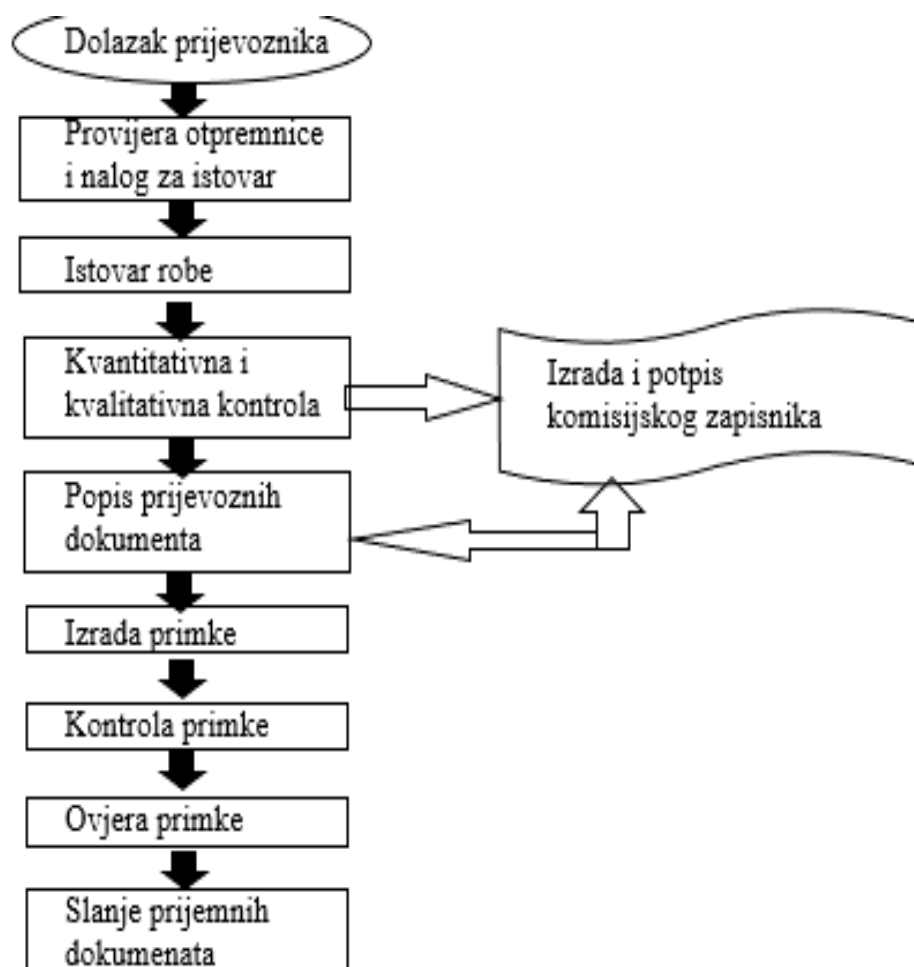 Dolazak prijevoznika
Provijera otpremnice
i nalog za istovar
Istovar robe
Kvantitativna i
kvalitativna kontrola
Izrada i potpis
komisijskog zapisnika
Popis prijevoznih
dokumenta
Izrada primke
Kontrola primke
Ovjera primke
Slanje prijemnih
dokumenata